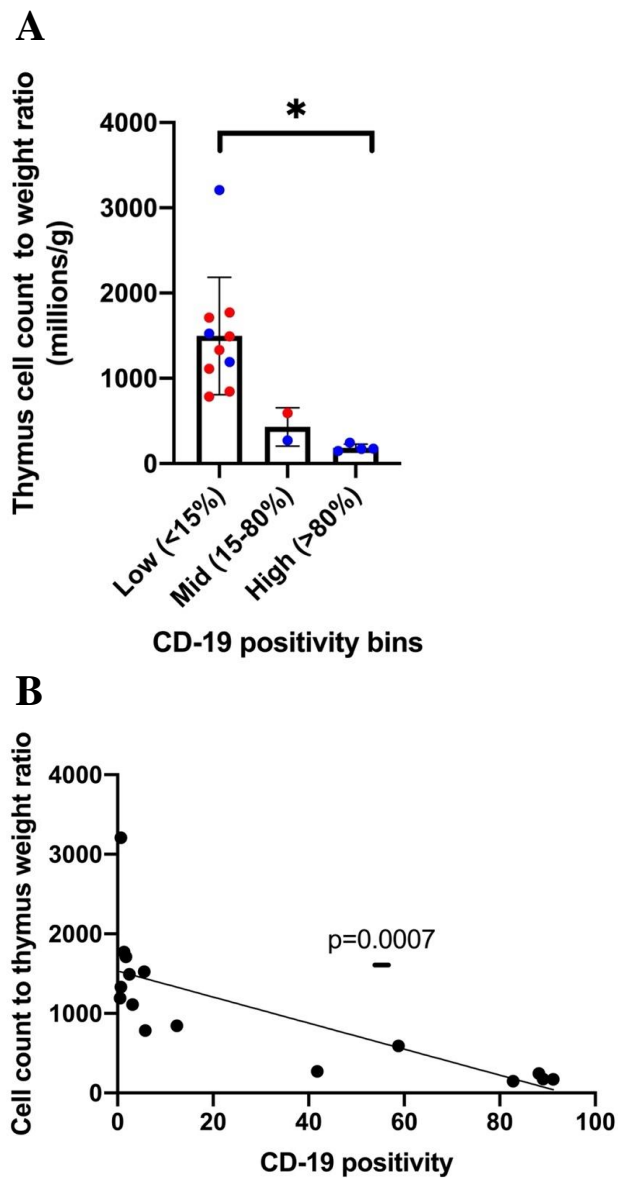 A
Thymus cell count to weight ratio
(millions/g)
4000
3000
2000
1000
0
*
Low (<15%)
Mid (15-80%)
High (>80%)
CD-19 positivity bins
B
Cell count to thymus weight ratio
4000
3000
2000
1000
0
p=0.0007
0 20 40 60 80 100
CD-19 positivity